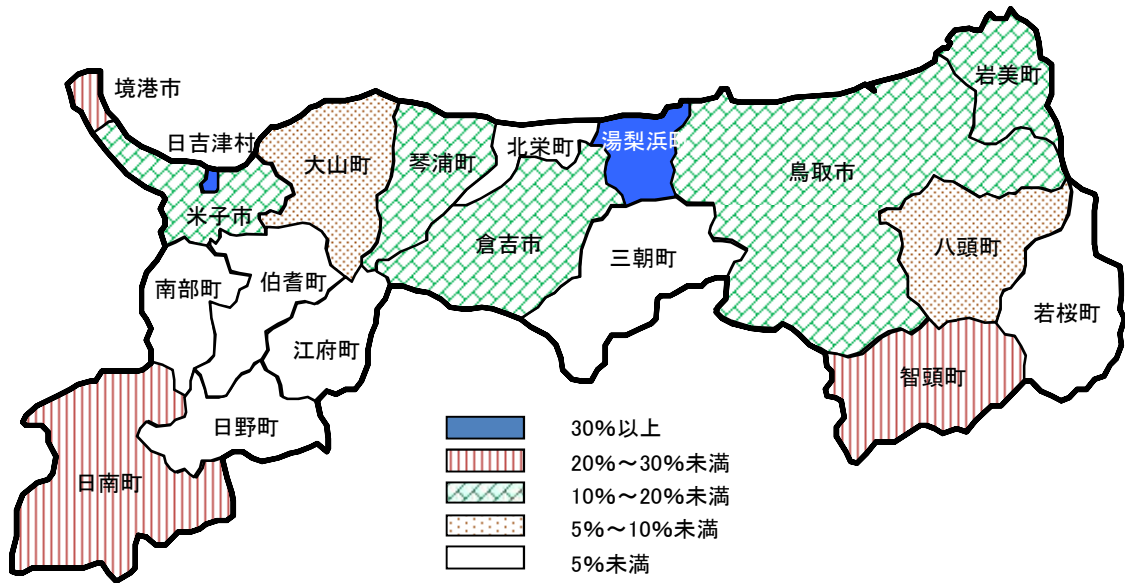 境港市
岩美町
日吉津村
大山町
琴浦町
北栄町
湯梨浜町
鳥取市
米子市
倉吉市
八頭町
三朝町
南部町
伯耆町
若桜町
江府町
智頭町
日野町
日南町
30%以上
20%～30%未満
10%～20%未満
5%～10%未満
5%未満